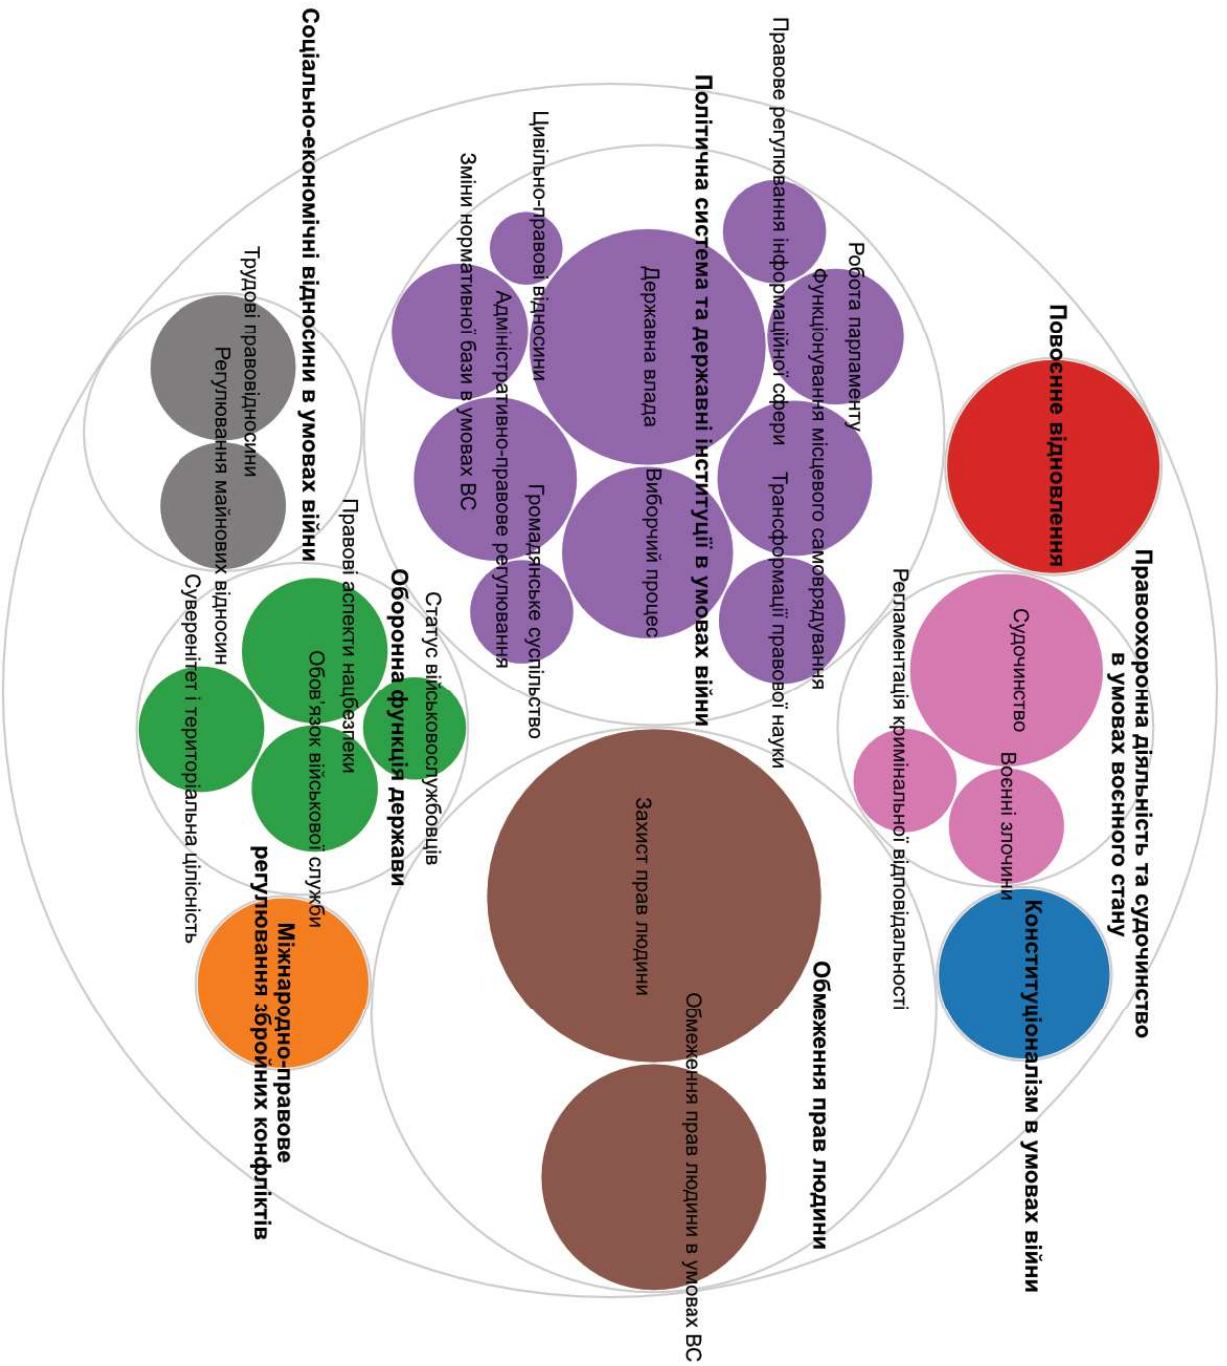 Правоохоронна діяльність та судочинство
в умовах воєнного стану
Повоєнне відновлення
Судочинство
Воєнні злочини
Конституціоналізм в умовах війни
Регламентація кримінальної відповідальності
Робота парламенту
Функціонування місцевого самоврядування
Обмеження прав людини
Правове регулювання інформаційної сфери
Трансформації правової науки
Політична система та державні інституції в умовах війни
Обмеження прав людини в умовах ВС
Державна влада
Виборчий процес
Захист прав людини
Цивільно-правові відносини
Громадянське суспільство
Адміністративно-правове регулювання
Зміни нормативної бази в умовах ВС
Статус військовослужбовців
Оборонна функція держави
Правові аспекти нацбезпеки
Соціально-економічні відносини в умовах війни
Обов'язок військової служби
Міжнародно-правове
регулювання збройних конфліктів
Трудові правовідносини
Регулювання майнових відносин
Суверенітет і територіальна цілісність